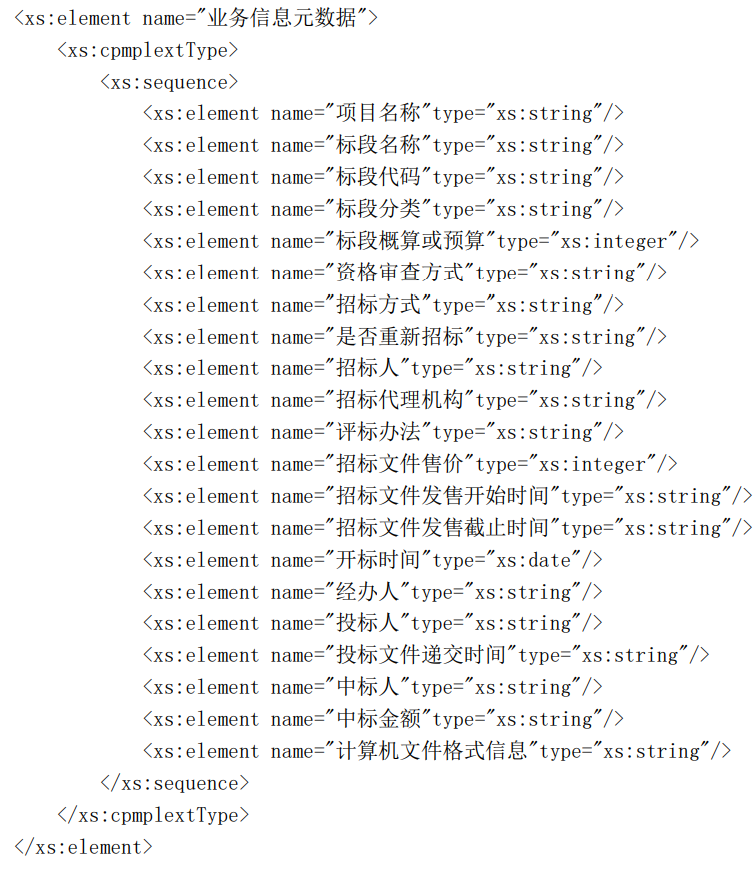 <xs:element name="业务信息元数据">
<xs:cpmplextType>
<xs:sequence>
<xs:element name="项目名称"type="xs:string"/>
<xs:element name="标段名称"type="xs:string"/>
<xs:element name="标段代码"type="xs:string"/>
<xs:element name="标段分类"type="xs:string"/>
<xs:element name="标段概算或预算"type="xs:integer"/>
<xs:element name="资格审查方式"type="xs:string"/>
<xs:element name="招标方式"type="xs:string"/>
<xs:element name="是否重新招标"type="xs:string"/>
<xs:element name="招标人"type="xs:string"/>
<xs:element name="招标代理机构"type="xs:string"/>
<xs:element name="评标办法"type="xs:string"/>
<xs:element name="招标文件售价"type="xs:integer"/>
<xs:element name="招标文件发售开始时间"type="xs:string"/>
<xs:element name="招标文件发售截止时间"type="xs:string"/>
<xs:element name="开标时间"type="xs:date"/>
<xs:element name="经办人"type="xs:string"/>
<xs:element name="投标人"type="xs:string"/>
<xs:element name="投标文件递交时间"type="xs:string"/>
<xs:element name="中标人"type="xs:string"/>
<xs:element name="中标金额"type="xs:string"/>
<xs:element name="计算机文件格式信息"type="xs:string"/>
</xs:sequence>
</xs:cpmplextType>
</xs:element>